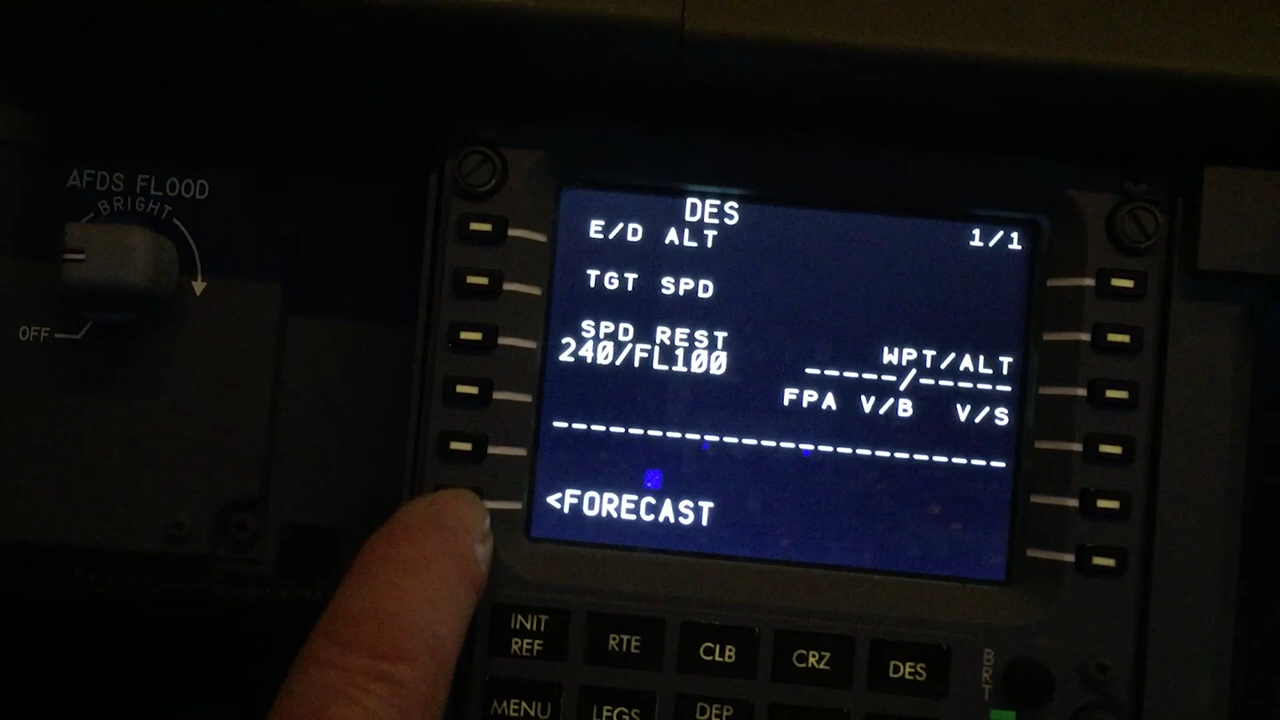 AFDS FLOOD
BRIGHT
OFF
DES
E/D ALT 1/1
TGT SPD
SPD REST
240/FL100 WPT/ALT
-----/-----
FPA V/B V/S
------------------------
<FORECAST
INIT REF
RTE
CLB
CRZ
DES
BRT
MENU
LEGS
DEP